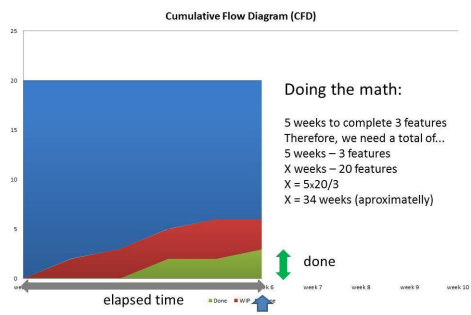 Cumulative Flow Diagram (CFD)
25
20
15
10
5
0
Doing the math:
5 weeks to complete 3 features
Therefore, we need a total of...
5 weeks – 3 features
X weeks – 20 features
X = 5x20/3
X = 34 weeks (aproximatelly)
done
week 7
week 8
week 9
week 10
elapsed time
Done
WIP